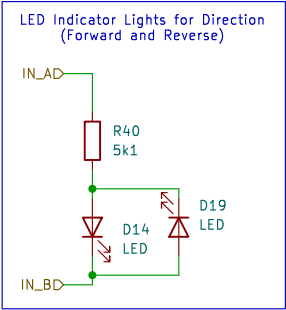 LED Indicator Lights for Direction
(Forward and Reverse)
IN_A
R40
5k1
D19
LED
D14
LED
IN_B